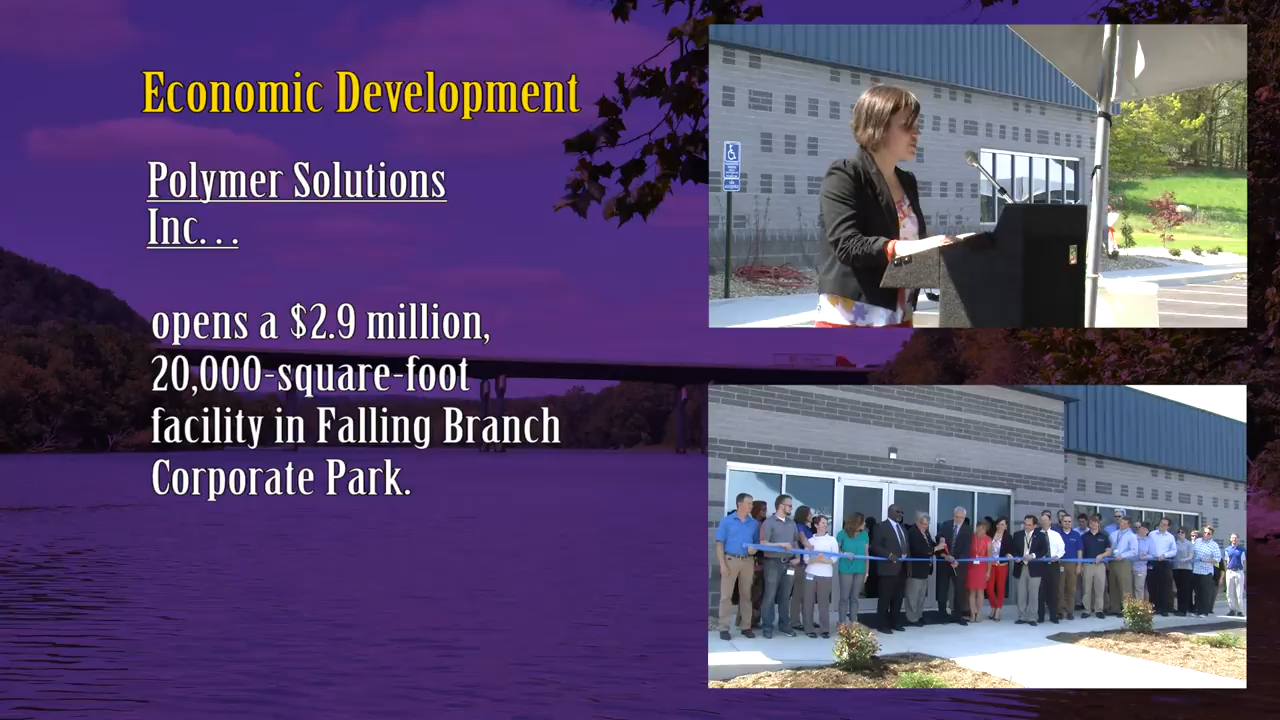 Economic Development
Polymer Solutions
Inc...
opens a $2.9 million,
20,000-square-foot
facility in Falling Branch
Corporate Park.